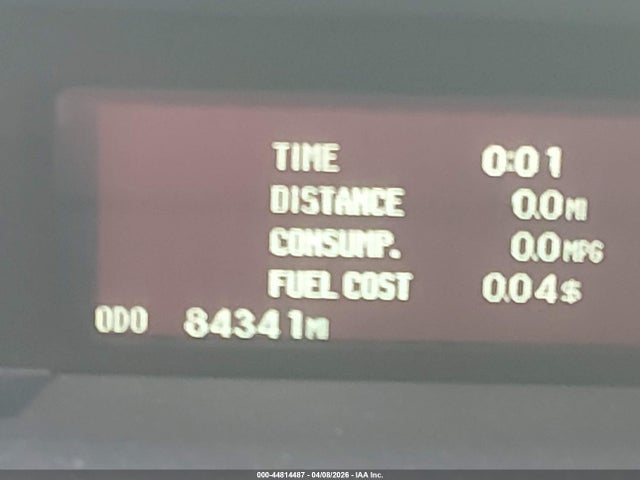 TIME 0:01
DISTANCE 0.0MI
CONSUMP. 0.0MPG
FUEL COST 0.04$
ODO 84341MI
000-44814487 - 04/08/2026 - IAA Inc.